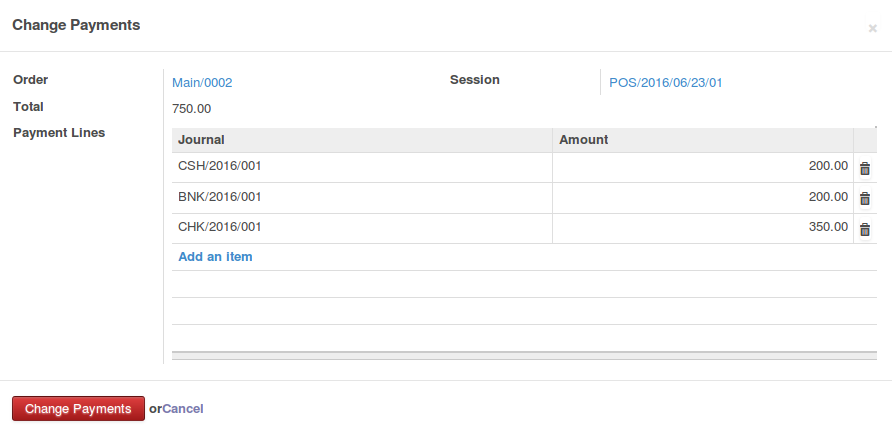 Change Payments ×
Order Main/0002 Session POS/2016/06/23/01
Total 750.00
Payment Lines
Journal Amount
CSH/2016/001 200.00
BNK/2016/001 200.00
CHK/2016/001 350.00
Add an item
Change Payments orCancel